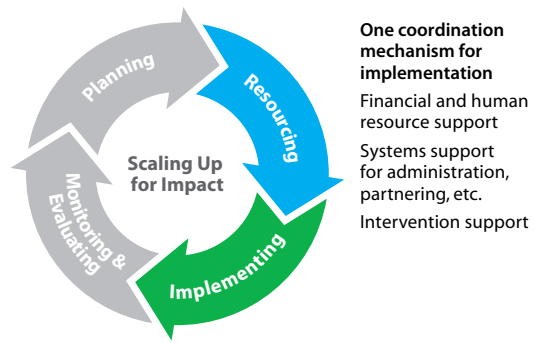 Planning
Resourcing
Implementing
Monitoring &
Evaluating
Scaling Up
for Impact
One coordination
mechanism for
implementation
Financial and human
resource support
Systems support
for administration,
partnering, etc.
Intervention support